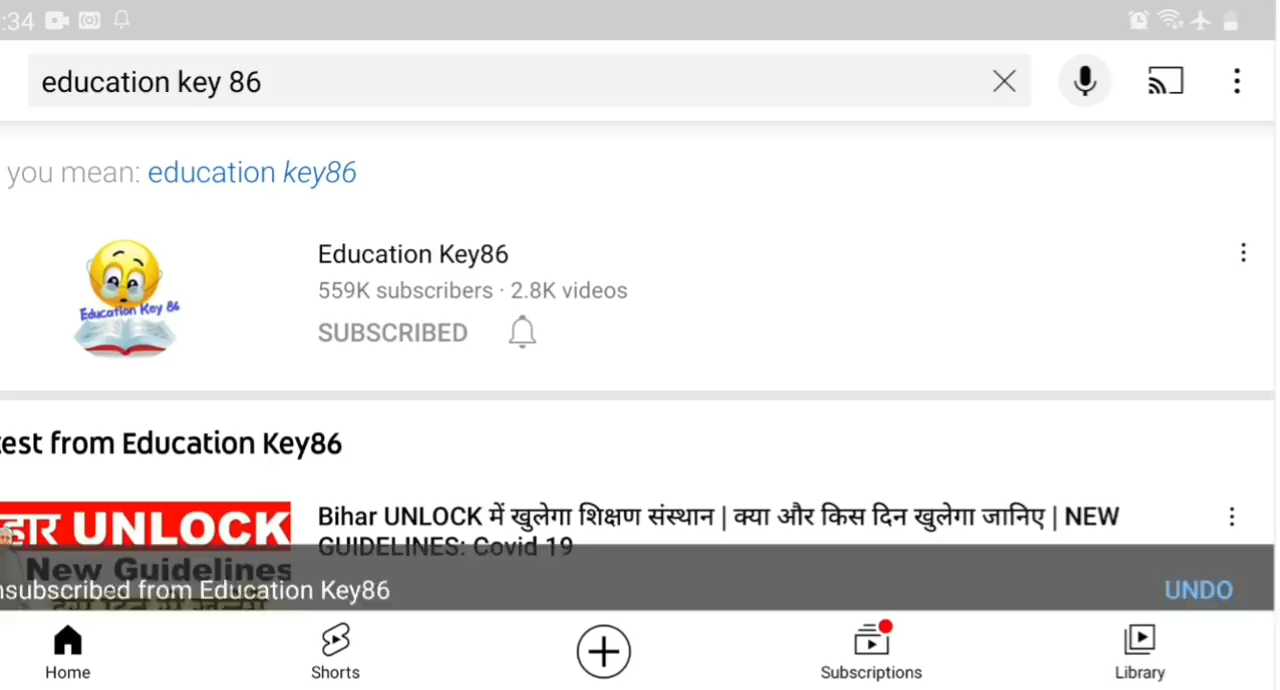 :34
education key 86
you mean: education key86
Education Key 86
Education Key86
559K subscribers · 2.8K videos
SUBSCRIBED
test from Education Key86
हार UNLOCK
New Guidelines
Bihar UNLOCK में खुलेगा शिक्षण संस्थान | क्या और किस दिन खुलेगा जानिए | NEW
GUIDELINES: Covid 19
nsubscribed from Education Key86
UNDO
Home
Shorts
Subscriptions
Library